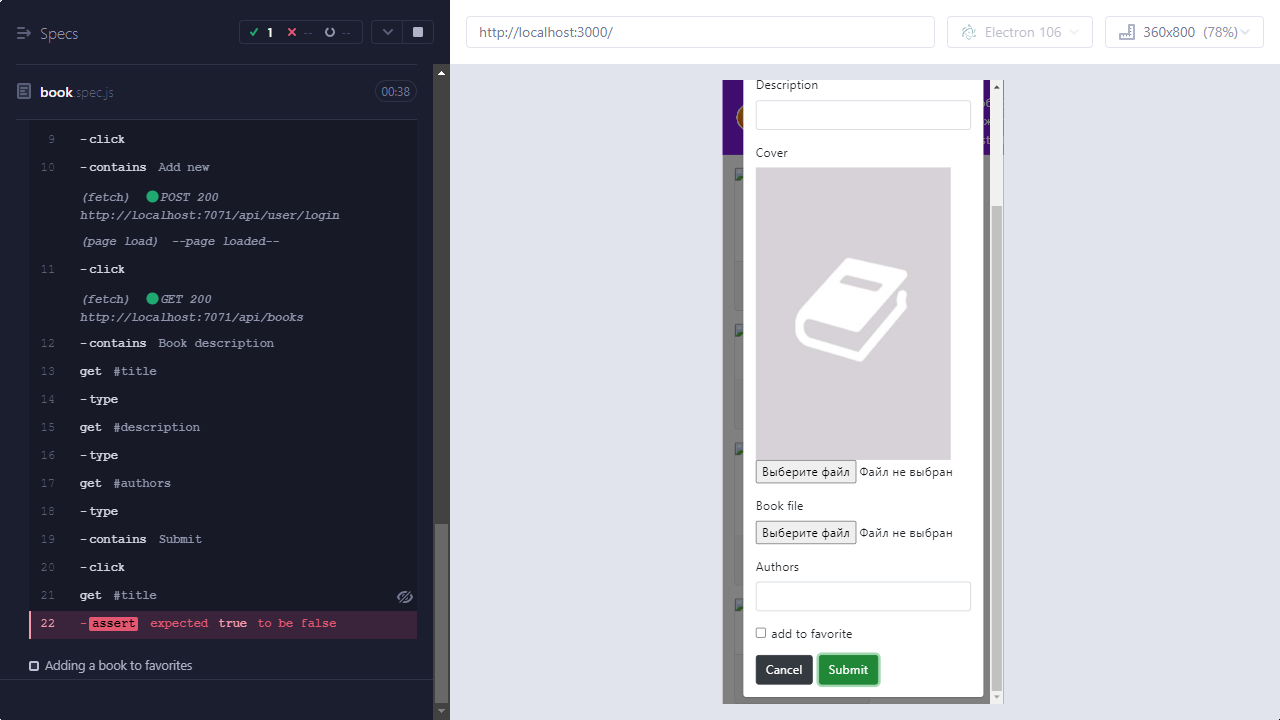 Specs
1
--
--
book.spec.js
00:38
9 -click
10 -contains Add new
(fetch) POST 200
http://localhost:7071/api/user/login
(page load) --page loaded--
11 -click
(fetch) GET 200
http://localhost:7071/api/books
12 -contains Book description
13 get #title
14 -type
15 get #description
16 -type
17 get #authors
18 -type
19 -contains Submit
20 -click
21 get #title
22 -assert expected true to be false
Adding a book to favorites
http://localhost:3000/
Electron 106
360x800 (78%)
Description
Cover
Выберите файл Файл не выбран
Book file
Выберите файл Файл не выбран
Authors
add to favorite
Cancel Submit